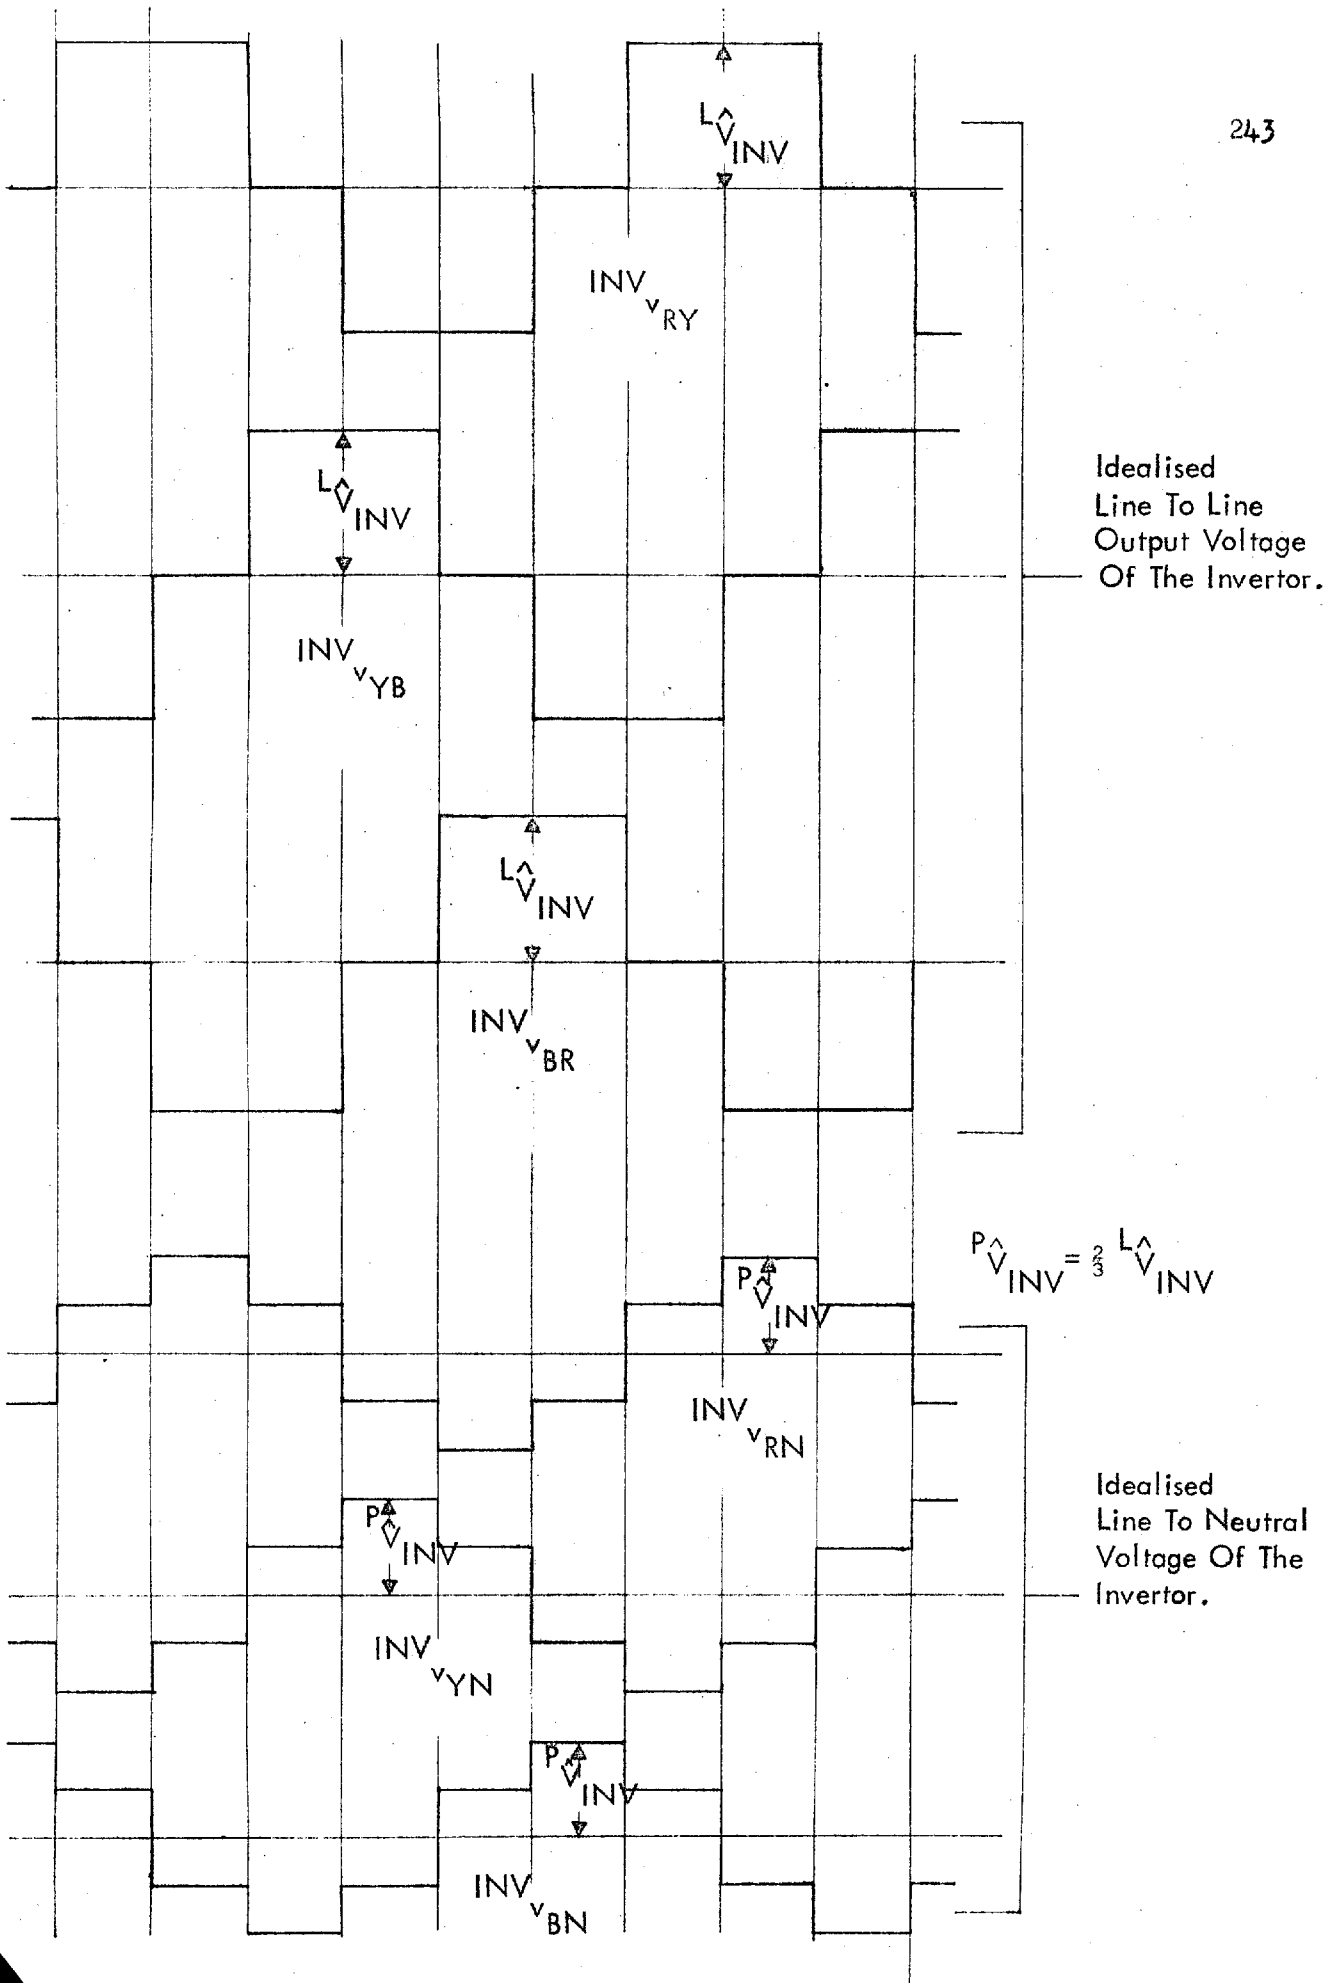 243
L V̂ INV
INV v RY
Idealised
Line To Line
Output Voltage
Of The Invertor.
L V̂ INV
INV v YB
L V̂ INV
INV v BR
P V̂ INV = 2/3 L V̂ INV
P V̂ INV
INV v RN
Idealised
Line To Neutral
Voltage Of The
Invertor.
P V̂ INV
INV v YN
P V̂ INV
INV v BN